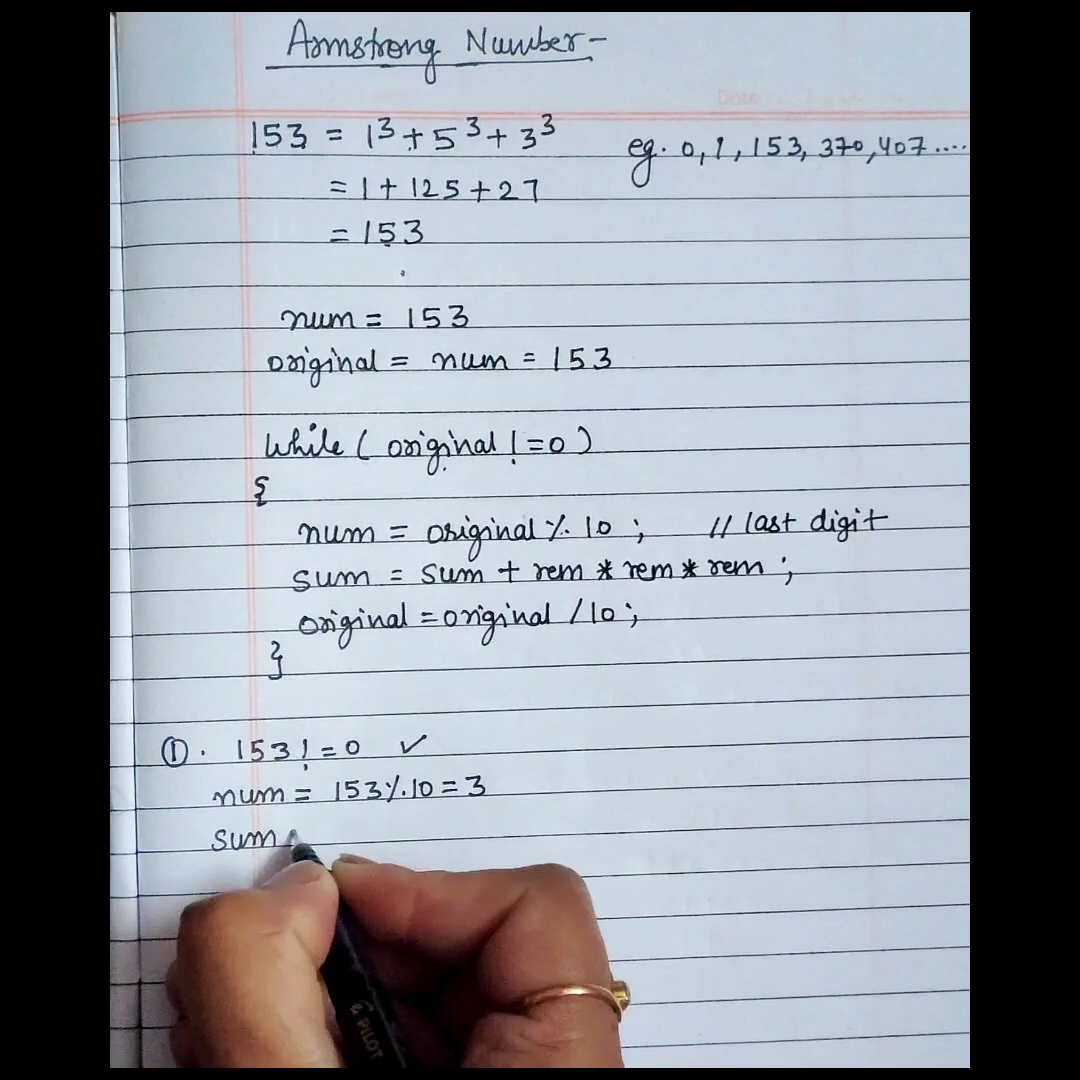 Armstrong Number -
Date
153 = 1³ + 5³ + 3³
eg. 0, 1, 153, 370, 407 ....
= 1 + 125 + 27
= 153
num = 153
original = num = 153
While ( original ! = 0 )
{
num = original % 10 ; // last digit
sum = sum + rem * rem * rem ;
original = original / 10 ;
}
①. 153 ! = 0 ✓
num = 153 % 10 = 3
sum
PILOT